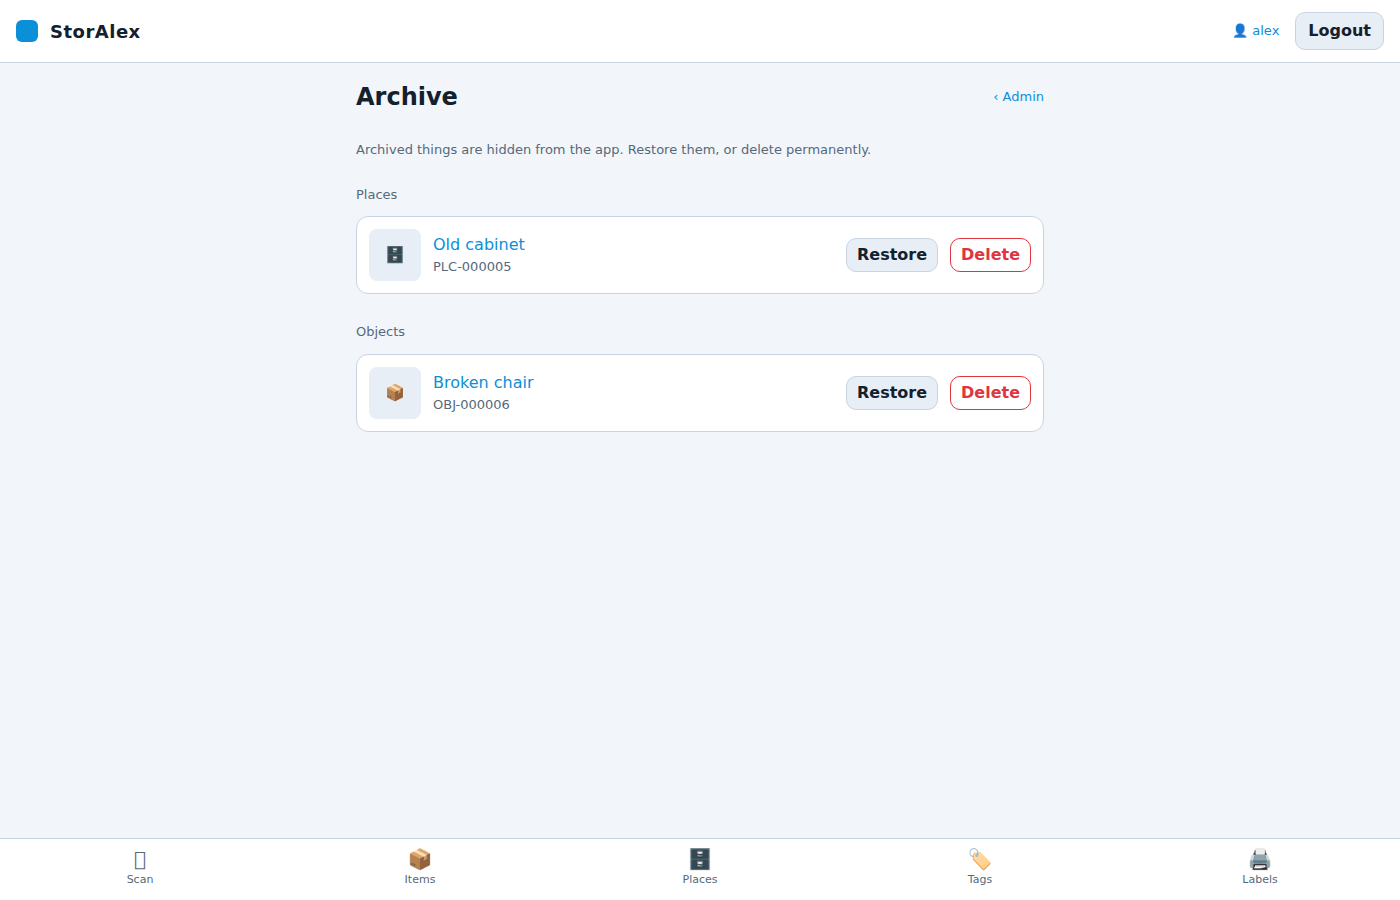 StorAlex
alex
Logout
Archive
‹ Admin
Archived things are hidden from the app. Restore them, or delete permanently.
Places
Old cabinet
PLC-000005
Restore
Delete
Objects
Broken chair
OBJ-000006
Restore
Delete
Scan
Items
Places
Tags
Labels